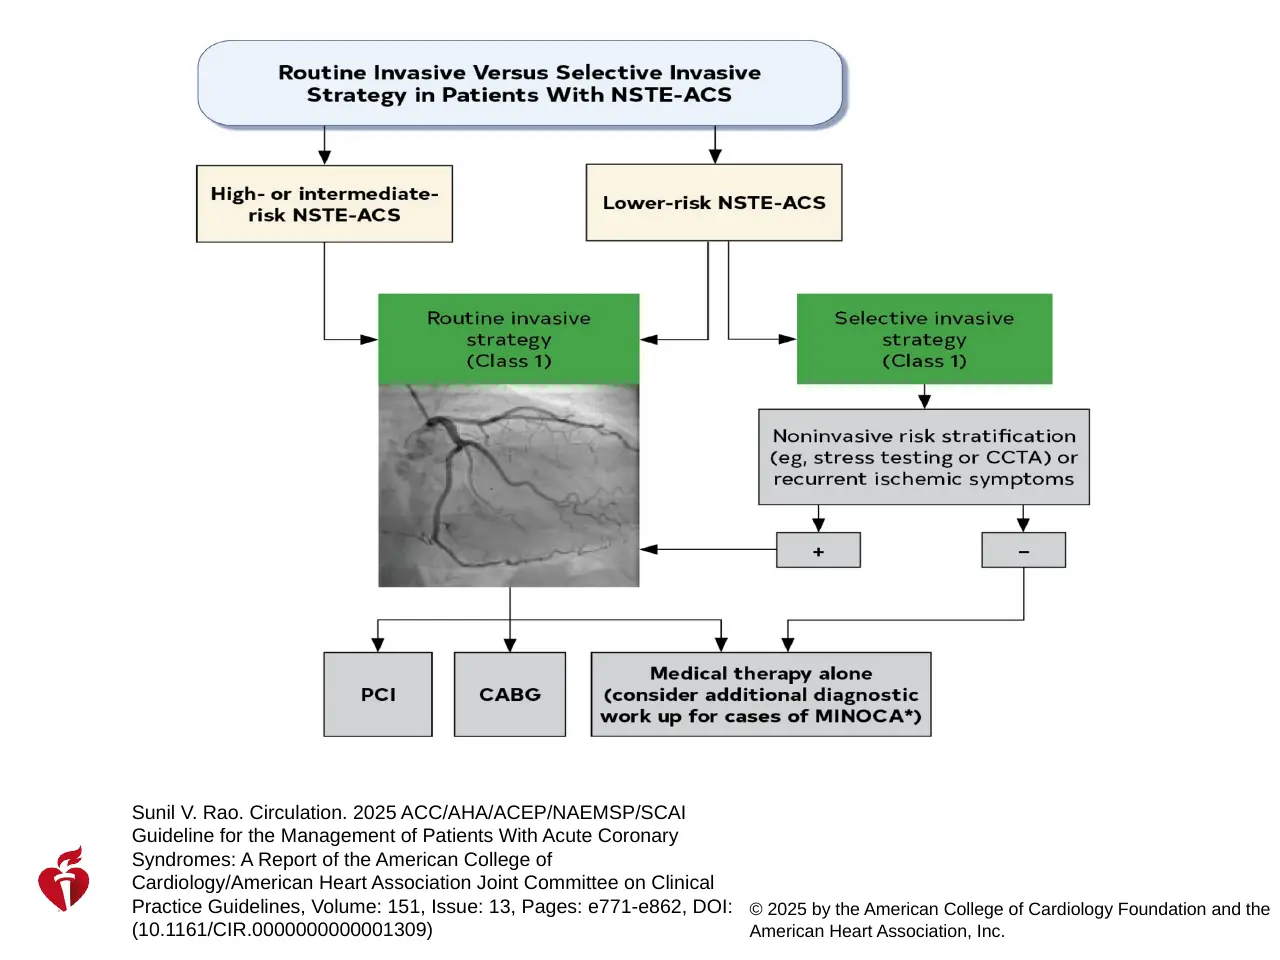 Routine Invasive Versus Selective Invasive
Strategy in Patients With NSTE-ACS
High- or intermediate-
risk NSTE-ACS
Lower-risk NSTE-ACS
Routine invasive
strategy
(Class 1)
Selective invasive
strategy
(Class 1)
Noninvasive risk stratification
(eg, stress testing or CCTA) or
recurrent ischemic symptoms
+
–
PCI
CABG
Medical therapy alone
(consider additional diagnostic
work up for cases of MINOCA*)
Sunil V. Rao. Circulation. 2025 ACC/AHA/ACEP/NAEMSP/SCAI
Guideline for the Management of Patients With Acute Coronary
Syndromes: A Report of the American College of
Cardiology/American Heart Association Joint Committee on Clinical
Practice Guidelines, Volume: 151, Issue: 13, Pages: e771-e862, DOI:
(10.1161/CIR.0000000000001309)
© 2025 by the American College of Cardiology Foundation and the
American Heart Association, Inc.